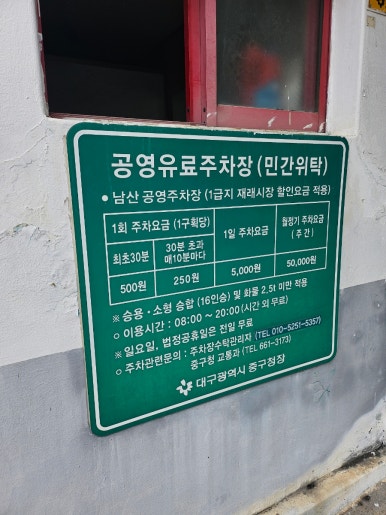 공영유료주차장 (민간위탁)
• 남산 공영주차장 (1급지 재래시장 할인요금 적용)
1회 주차요금 (1구획당)
1일 주차요금
월정기 주차요금
( 주 간 )
최초30분
30분 초과
매10분마다
500원
250원
5,000원
50,000원
※ 승용 · 소형 승합 (16인승) 및 화물 2.5t 미만 적용
○ 이용시간 : 08:00 ~ 20:00 (시간 외 무료)
※ 일요일, 법정공휴일은 전일 무료
○ 주차관련문의 : 주차장수탁관리자 (TEL 010-5251-5357)
중구청 교통과 (TEL 661-3173)
대구광역시 중구청장